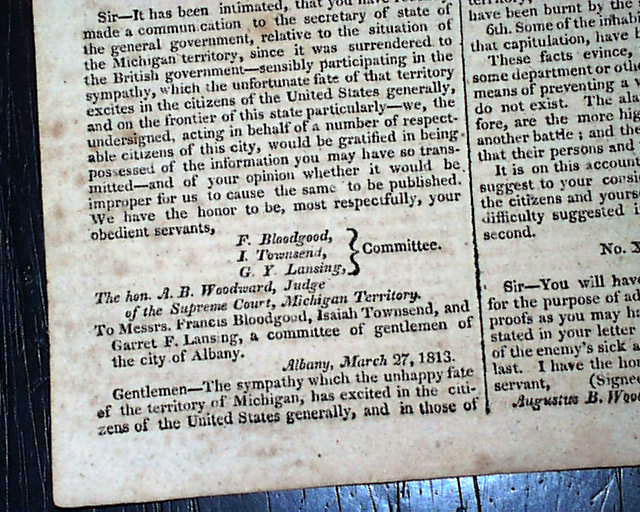 Sir—It has been intimated, that you have
made a communication to the secretary of state of
the general government, relative to the situation of
the Michigan territory, since it was surrendered to
the British government—sensibly participating in the
sympathy, which the unfortunate fate of that territory
excites in the citizens of the United States generally,
and on the frontier of this state particularly—we, the
undersigned, acting in behalf of a number of respect-
able citizens of this city, would be gratified in being
possessed of the information you may have so trans-
mitted—and of your opinion whether it would be
improper for us to cause the same to be published.
We have the honor to be, most respectfully, your
obedient servants,
F. Bloodgood,
I. Townsend,
G. Y. Lansing,
Committee.
The hon. A. B. Woodward, Judge
of the Supreme Court, Michigan Territory.
To Messrs. Francis Bloodgood, Isaiah Townsend, and
Garret F. Lansing, a committee of gentlemen of
the city of Albany.
Albany, March 27, 1813.
Gentlemen—The sympathy which the unhappy fate
of the territory of Michigan, has excited in the citi-
zens of the United States generally, and in those of
territory,
have been burnt by the
6th. Some of the inhab
that capitulation, have b
These facts evince,
some department or othe
means of preventing a
do not exist. The ala
fore, are the more hig
another battle; and the
that their persons and
It is on this accoun
suggest to your consi
the citizens and yours
difficulty suggested i
second.
No. X
Sir—You will have
for the purpose of ad
proofs as you may ha
stated in your letter
of the enemy's sick a
last. I have the hon
servant, (Signe
Augustus B. Wood